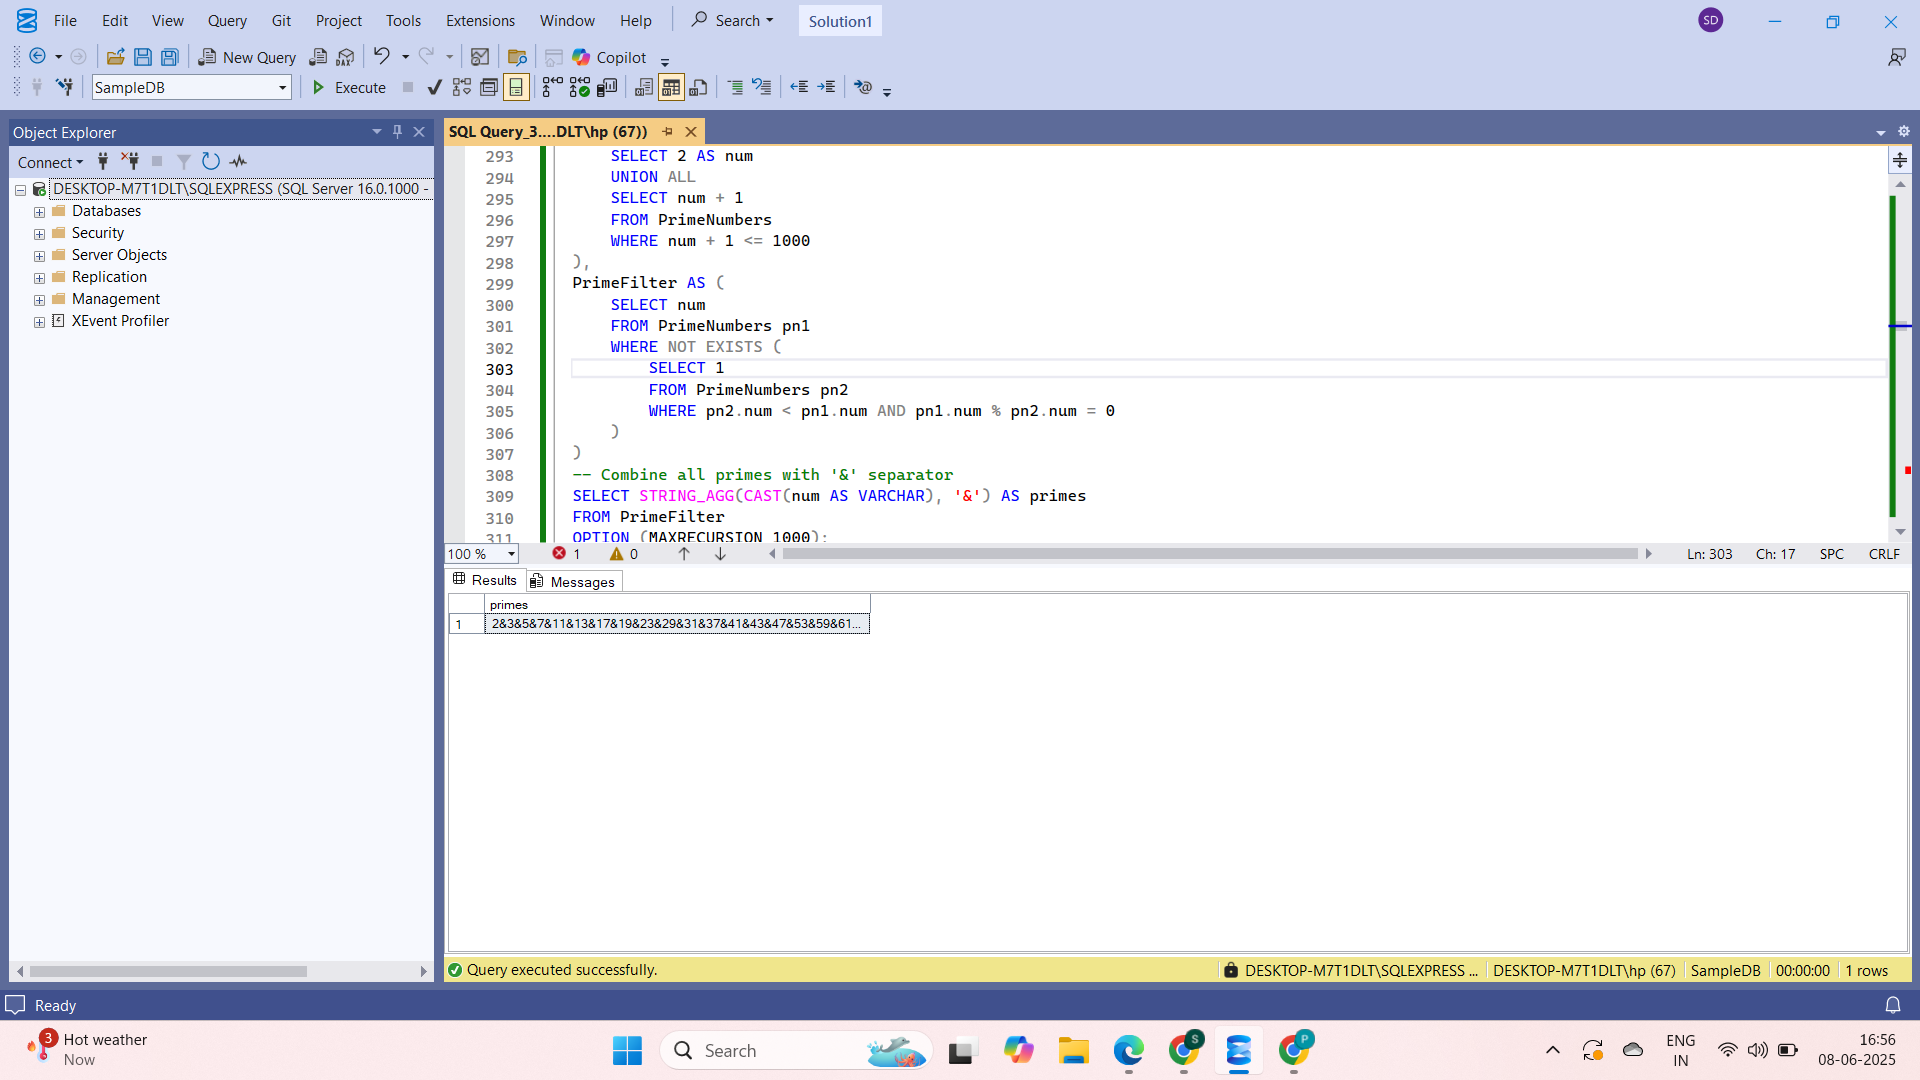 File Edit View Query Git Project Tools Extensions Window Help Search Solution1 SD
New Query DAX Copilot
SampleDB Execute
Object Explorer
Connect
DESKTOP-M7T1DLT\SQLEXPRESS (SQL Server 16.0.1000 -
Databases
Security
Server Objects
Replication
Management
XEvent Profiler
SQL Query_3....DLT\hp (67))
293 SELECT 2 AS num
294 UNION ALL
295 SELECT num + 1
296 FROM PrimeNumbers
297 WHERE num + 1 <= 1000
298 ),
299 PrimeFilter AS (
300 SELECT num
301 FROM PrimeNumbers pn1
302 WHERE NOT EXISTS (
303 SELECT 1
304 FROM PrimeNumbers pn2
305 WHERE pn2.num < pn1.num AND pn1.num % pn2.num = 0
306 )
307 )
308 -- Combine all primes with '&' separator
309 SELECT STRING_AGG(CAST(num AS VARCHAR), '&') AS primes
310 FROM PrimeFilter
311 OPTION (MAXRECURSION 1000);
100 % 1 0 Ln: 303 Ch: 17 SPC CRLF
Results Messages
primes
1 2&3&5&7&11&13&17&19&23&29&31&37&41&43&47&53&59&61...
Query executed successfully. DESKTOP-M7T1DLT\SQLEXPRESS ... DESKTOP-M7T1DLT\hp (67) SampleDB 00:00:00 1 rows
Ready
3 Hot weather
Now
Search
S
P
ENG
IN
16:56
08-06-2025